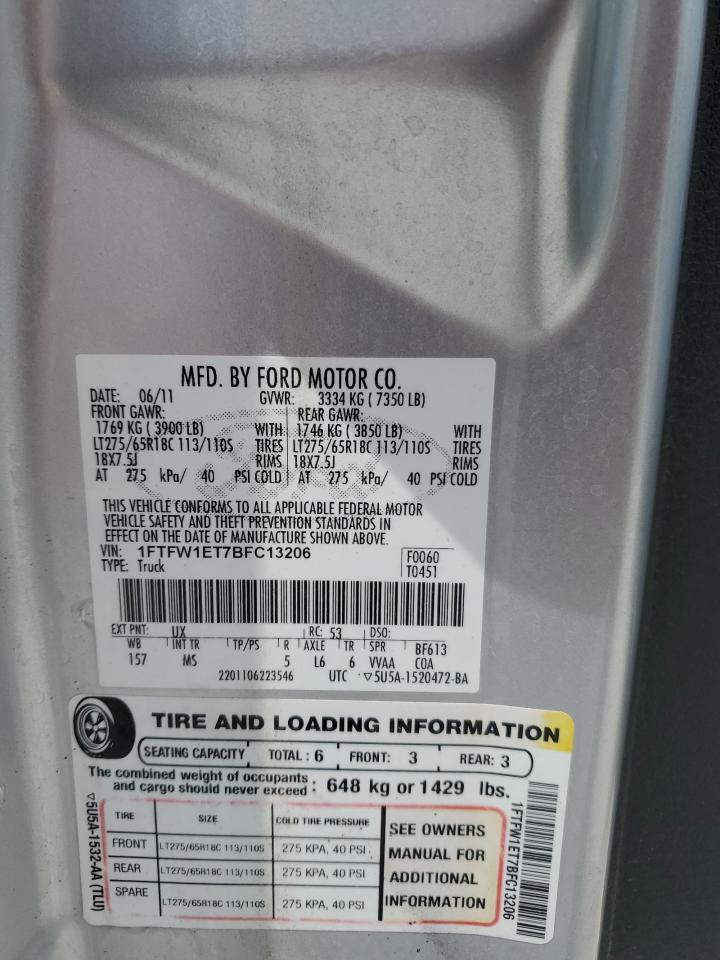 MFD. BY FORD MOTOR CO.
DATE: 06/11 GVWR: 3334 KG ( 7350 LB)
FRONT GAWR: REAR GAWR:
1769 KG ( 3900 LB) WITH 1746 KG ( 3850 LB) WITH
LT275/65R18C 113/110S TIRES LT275/65R18C 113/110S TIRES
18X7.5J RIMS 18X7.5J RIMS
AT 275 kPa/ 40 PSI COLD AT 275 kPa/ 40 PSI COLD
THIS VEHICLE CONFORMS TO ALL APPLICABLE FEDERAL MOTOR
VEHICLE SAFETY AND THEFT PREVENTION STANDARDS IN
EFFECT ON THE DATE OF MANUFACTURE SHOWN ABOVE.
VIN: 1FTFW1ET7BFC13206 F0060
TYPE: Truck T0451
EXT PNT: UX RC: 53 DSO:
WB INT TR TP/PS R AXLE TR SPR BF613
157 MS 5 L6 6 VVAA COA
2201106223546 UTC ▽5U5A-1520472-BA
TIRE AND LOADING INFORMATION
SEATING CAPACITY TOTAL : 6 FRONT: 3 REAR: 3
The combined weight of occupants
and cargo should never exceed : 648 kg or 1429 lbs.
TIRE SIZE COLD TIRE PRESSURE
FRONT LT275/65R18C 113/110S 275 KPA, 40 PSI
REAR LT275/65R18C 113/110S 275 KPA, 40 PSI
SPARE LT275/65R18C 113/110S 275 KPA, 40 PSI
SEE OWNERS
MANUAL FOR
ADDITIONAL
INFORMATION
▽5U5A-1532-AA (TLU)
1FTFW1ET7BFC13206